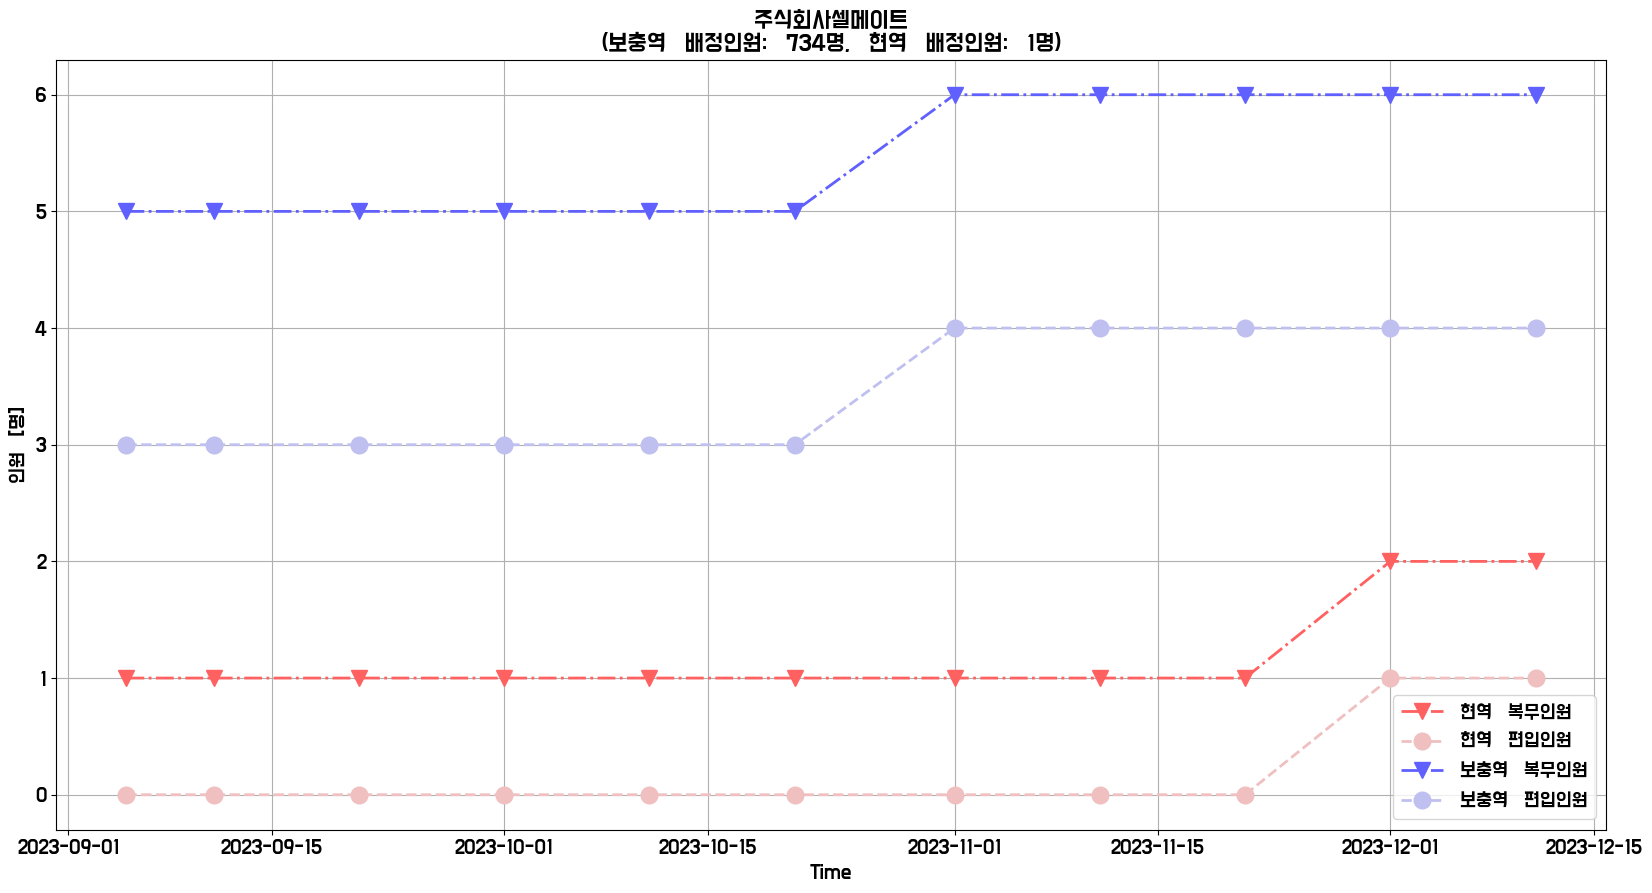 주식회사셀메이트
(보충역 배정인원: 734명, 현역 배정인원: 1명)
인원 [명]
6
5
4
3
2
1
0
현역 복무인원
현역 편입인원
보충역 복무인원
보충역 편입인원
2023-09-01 2023-09-15 2023-10-01 2023-10-15 2023-11-01 2023-11-15 2023-12-01 2023-12-15
Time